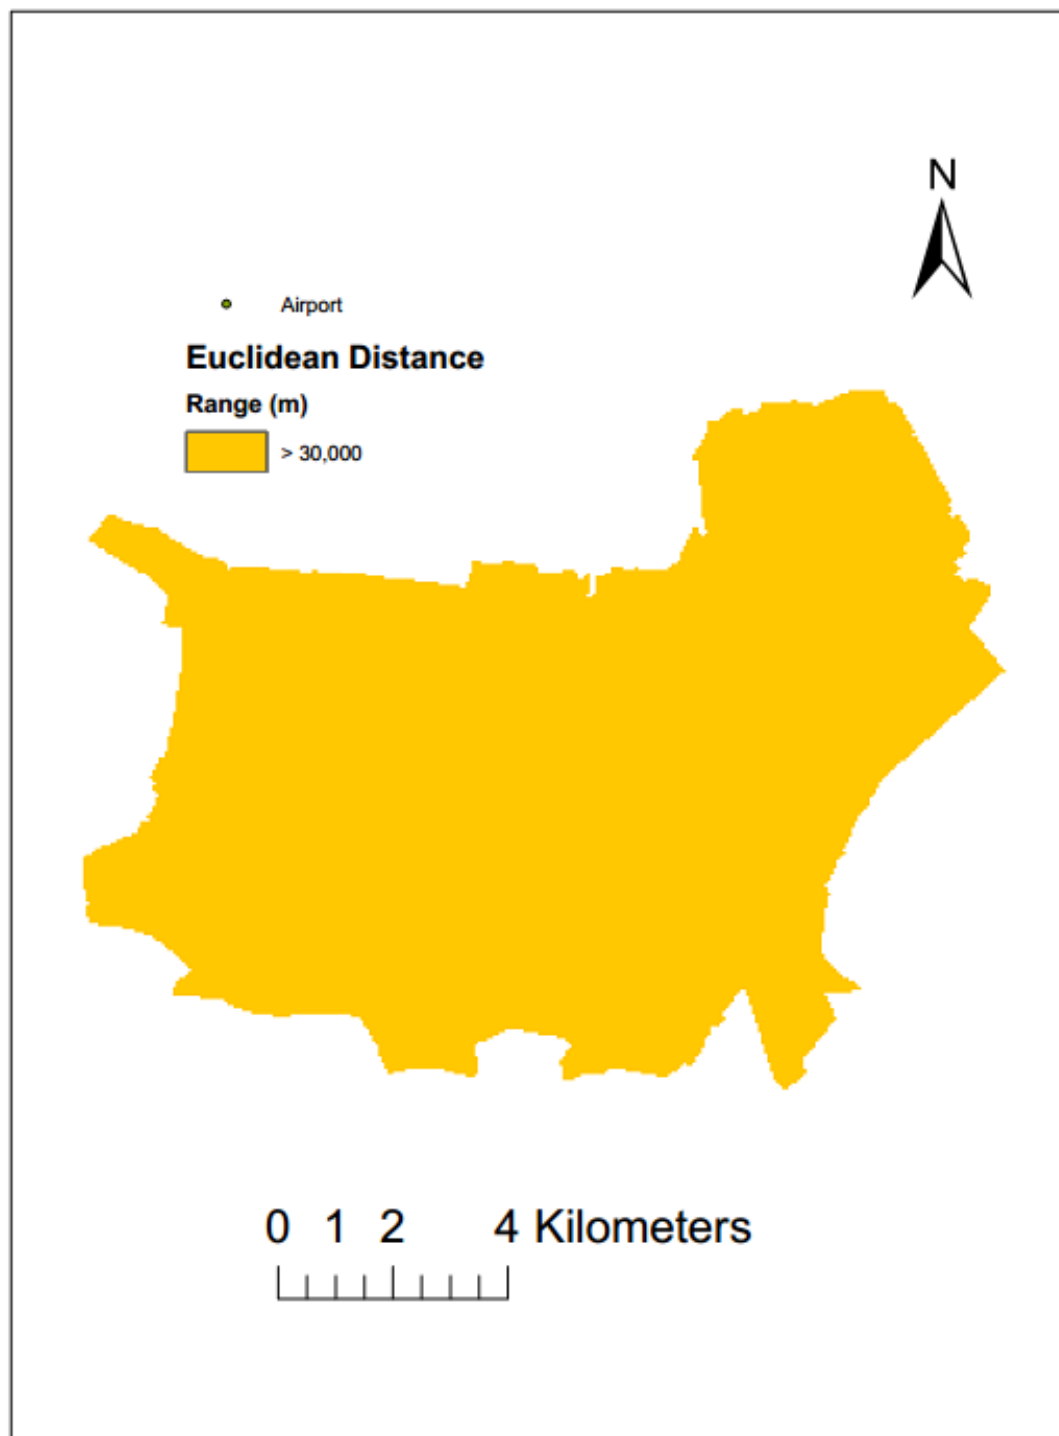 N
Airport
Euclidean Distance
Range (m)
> 30,000
0 1 2 4 Kilometers